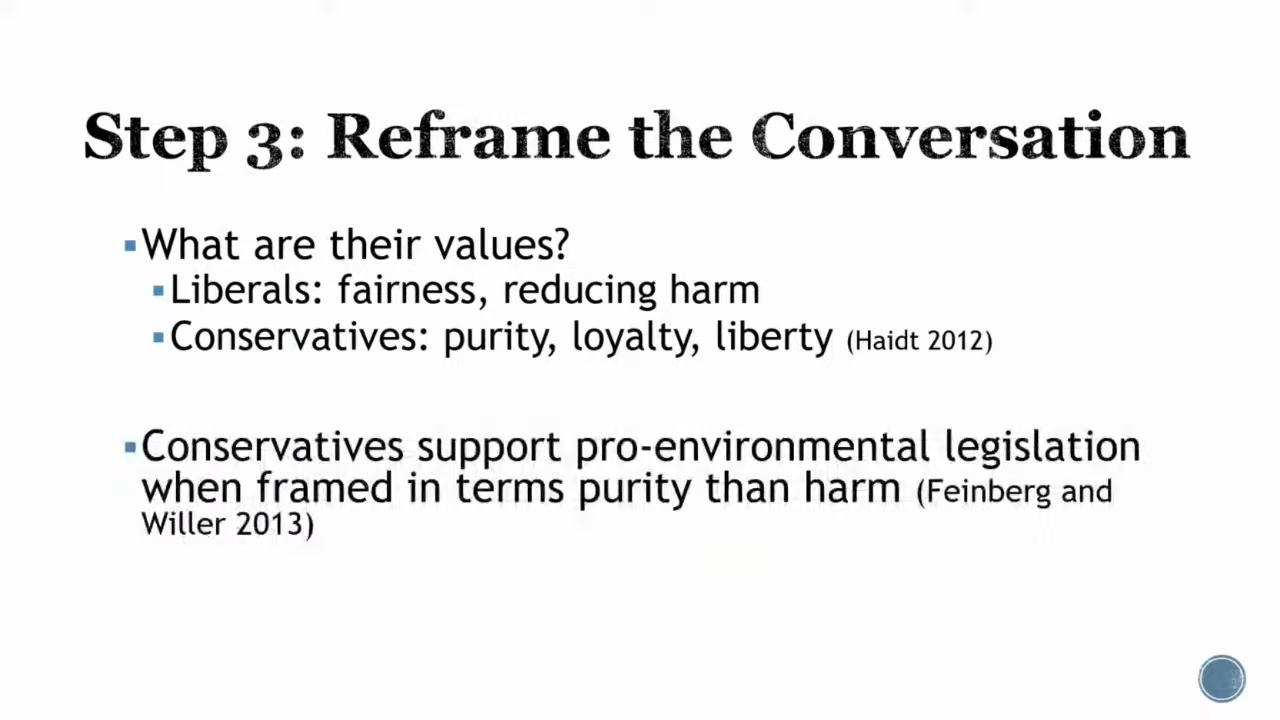 Step 3: Reframe the Conversation
What are their values?
Liberals: fairness, reducing harm
Conservatives: purity, loyalty, liberty (Haidt 2012)
Conservatives support pro-environmental legislation
when framed in terms purity than harm (Feinberg and
Willer 2013)